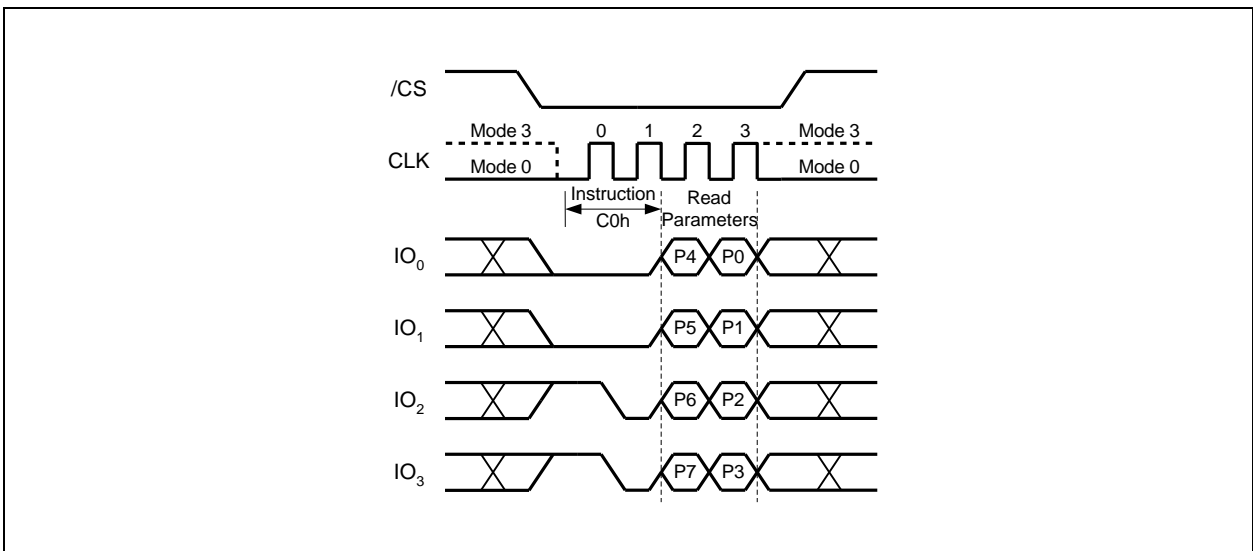 /CS
Mode 3 0 1 2 3 Mode 3
CLK
Mode 0 Mode 0
Instruction Read
C0h Parameters
IO0 P4 P0
IO1 P5 P1
IO2 P6 P2
IO3 P7 P3